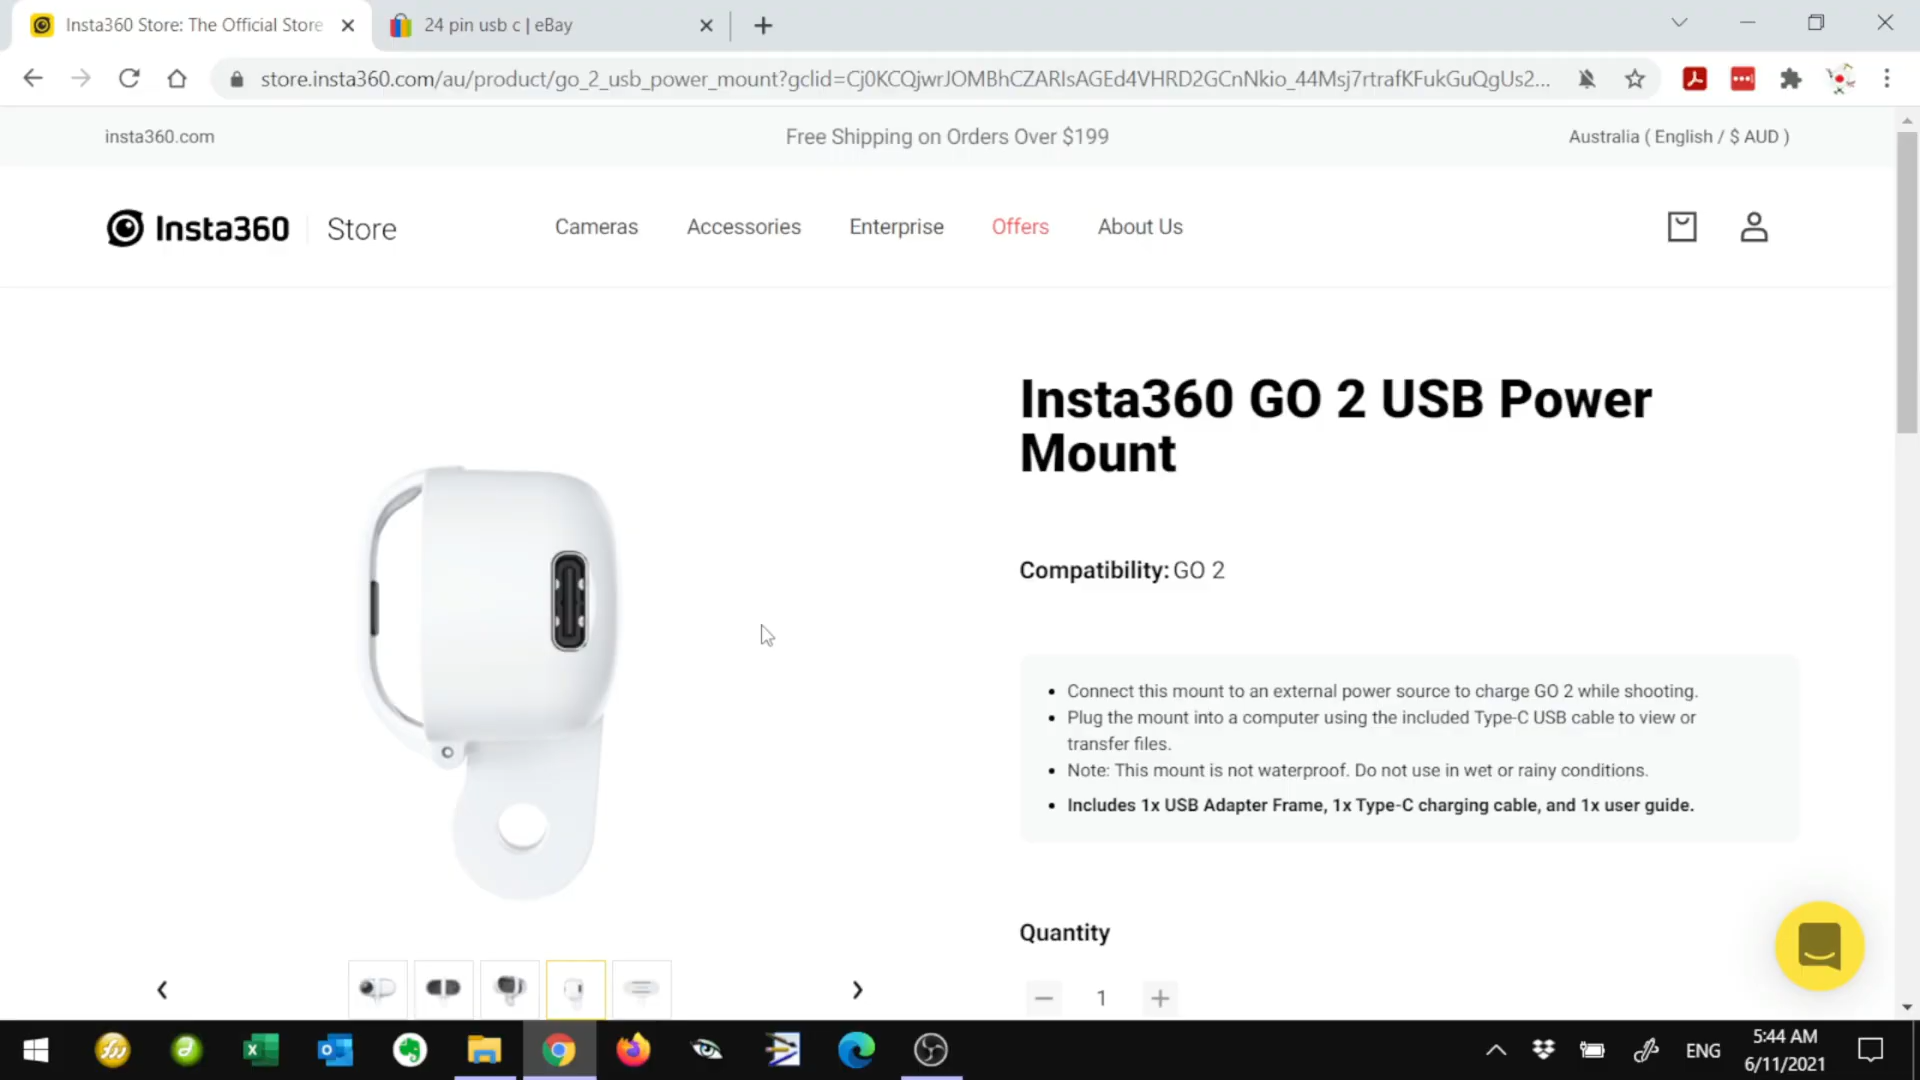 Insta360 Store: The Official Store
24 pin usb c | eBay
store.insta360.com/au/product/go_2_usb_power_mount?gclid=Cj0KCQjwrJOMBhCZARIsAGEd4VHRD2GCnNkio_44Msj7rtrafKFukGuQgUs2...
insta360.com
Free Shipping on Orders Over $199
Australia ( English / $ AUD )
Insta360
Store
Cameras
Accessories
Enterprise
Offers
About Us
Insta360 GO 2 USB Power
Mount
Compatibility: GO 2
• Connect this mount to an external power source to charge GO 2 while shooting.
• Plug the mount into a computer using the included Type-C USB cable to view or
transfer files.
• Note: This mount is not waterproof. Do not use in wet or rainy conditions.
• Includes 1x USB Adapter Frame, 1x Type-C charging cable, and 1x user guide.
Quantity
1
ENG
5:44 AM
6/11/2021